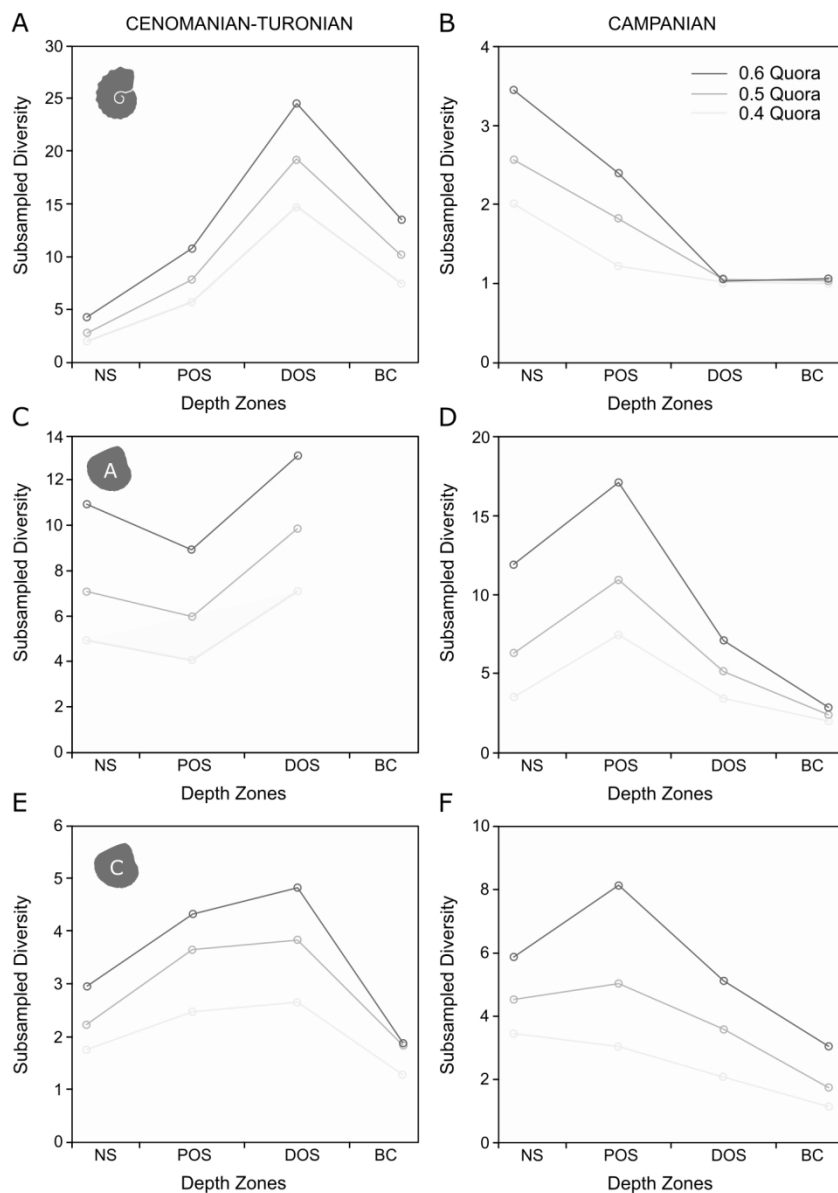 A CENOMANIAN-TURONIAN
Subsampled Diversity
30
25
20
15
10
5
0
NS POS DOS BC
Depth Zones
B CAMPANIAN
Subsampled Diversity
4
3
2
1
0
0.6 Quora
0.5 Quora
0.4 Quora
NS POS DOS BC
Depth Zones
C
Subsampled Diversity
14
12
10
8
6
4
2
0
A
NS POS DOS BC
Depth Zones
D
Subsampled Diversity
20
15
10
5
0
NS POS DOS BC
Depth Zones
E
Subsampled Diversity
6
5
4
3
2
1
0
C
NS POS DOS BC
Depth Zones
F
Subsampled Diversity
10
8
6
4
2
0
NS POS DOS BC
Depth Zones